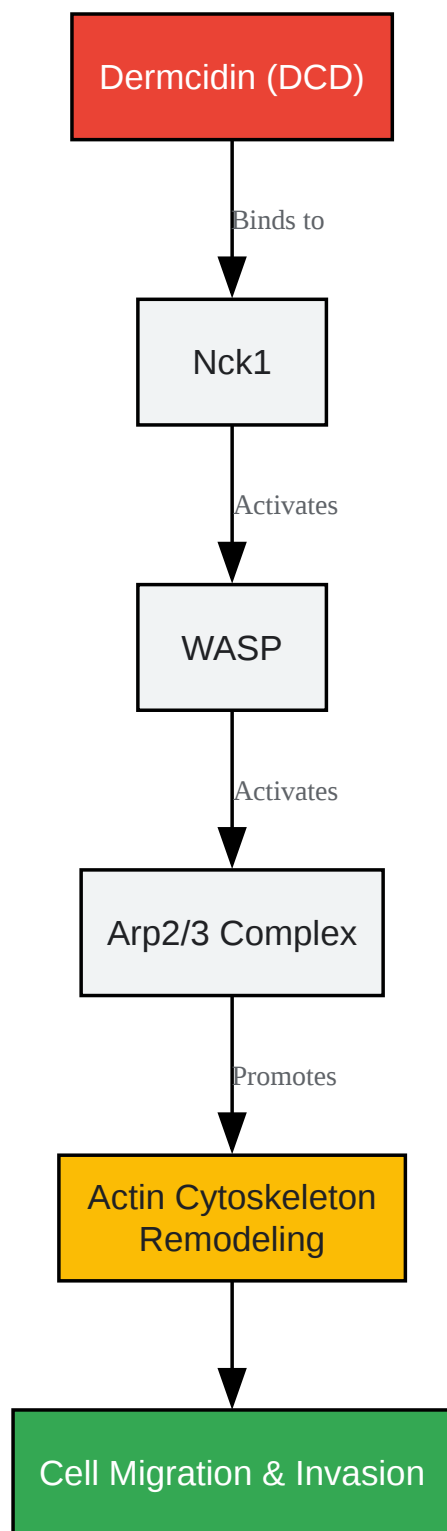 Dermcidin (DCD)
Binds to
Nck1
Activates
WASP
Activates
Arp2/3 Complex
Promotes
Actin Cytoskeleton
Remodeling
Cell Migration & Invasion